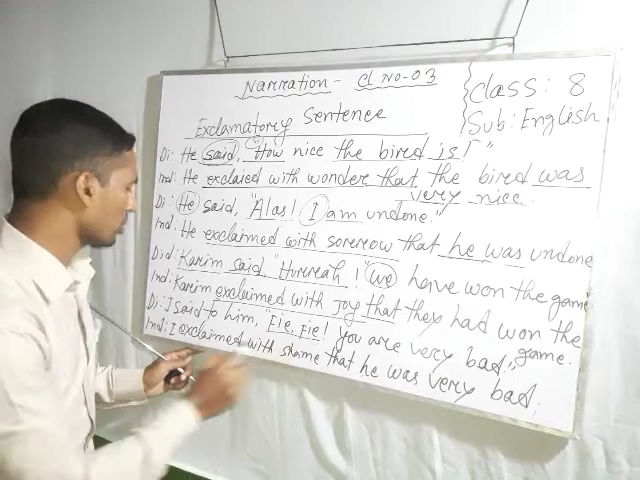 Narration - Cl No-03
Class: 8
Sub: English
Exclamatory Sentence
Di: He said, "How nice the bired is!"
Ind: He exclaied with wonder that the bired was
very nice.
Di: He said, "Alas! I am undone."
Ind: He exclaimed with sorerow that he was undone
Did: Karim said, "Hurreah! we have won the game
Ind: Karim exclaimed with Joy that they had won the
game.
Di: I said to him, "Fie, Fie! you are very bad."
Ind: I exclaimed with shame that he was very bad.